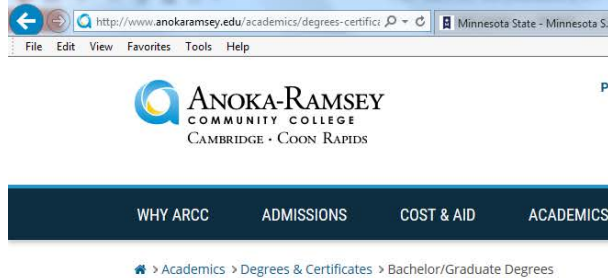 http://www.anokaramsey.edu/academics/degrees-certifica
Minnesota State - Minnesota S...
File Edit View Favorites Tools Help
P
ANOKA-RAMSEY
COMMUNITY COLLEGE
CAMBRIDGE · COON RAPIDS
WHY ARCC ADMISSIONS COST & AID ACADEMICS
> Academics > Degrees & Certificates > Bachelor/Graduate Degrees